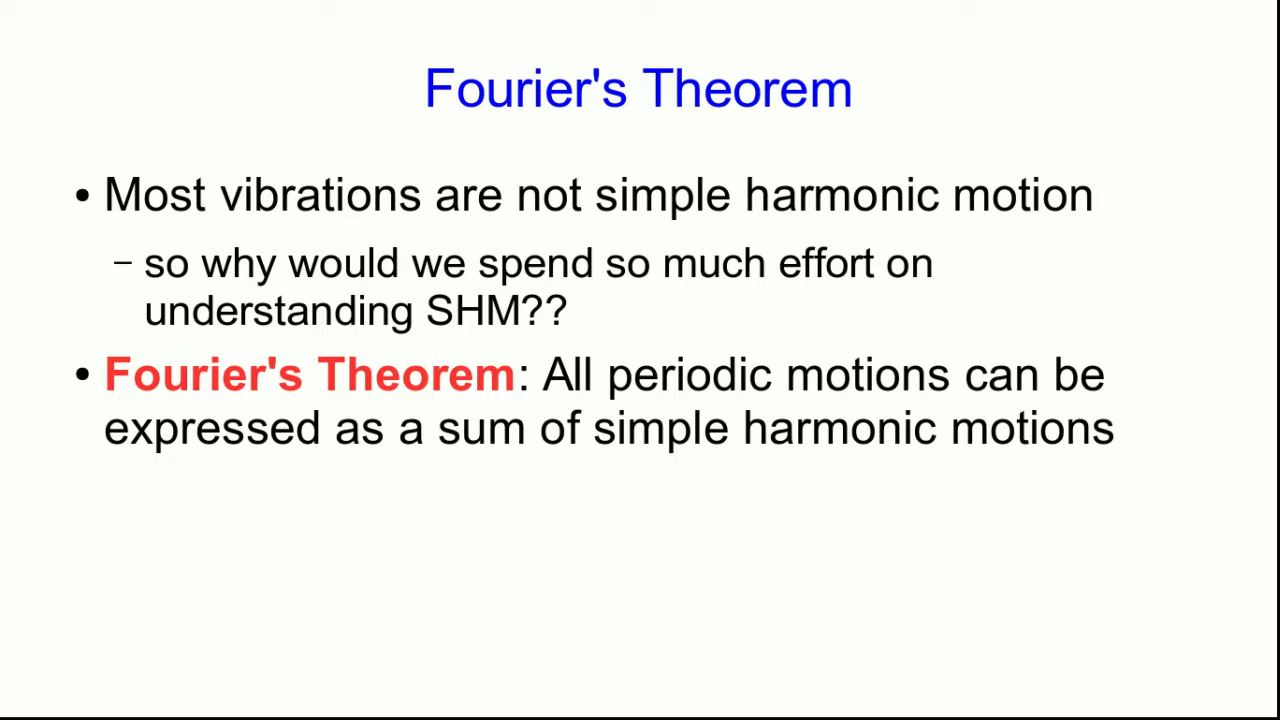 Fourier's Theorem
• Most vibrations are not simple harmonic motion
– so why would we spend so much effort on
understanding SHM??
• Fourier's Theorem: All periodic motions can be
expressed as a sum of simple harmonic motions